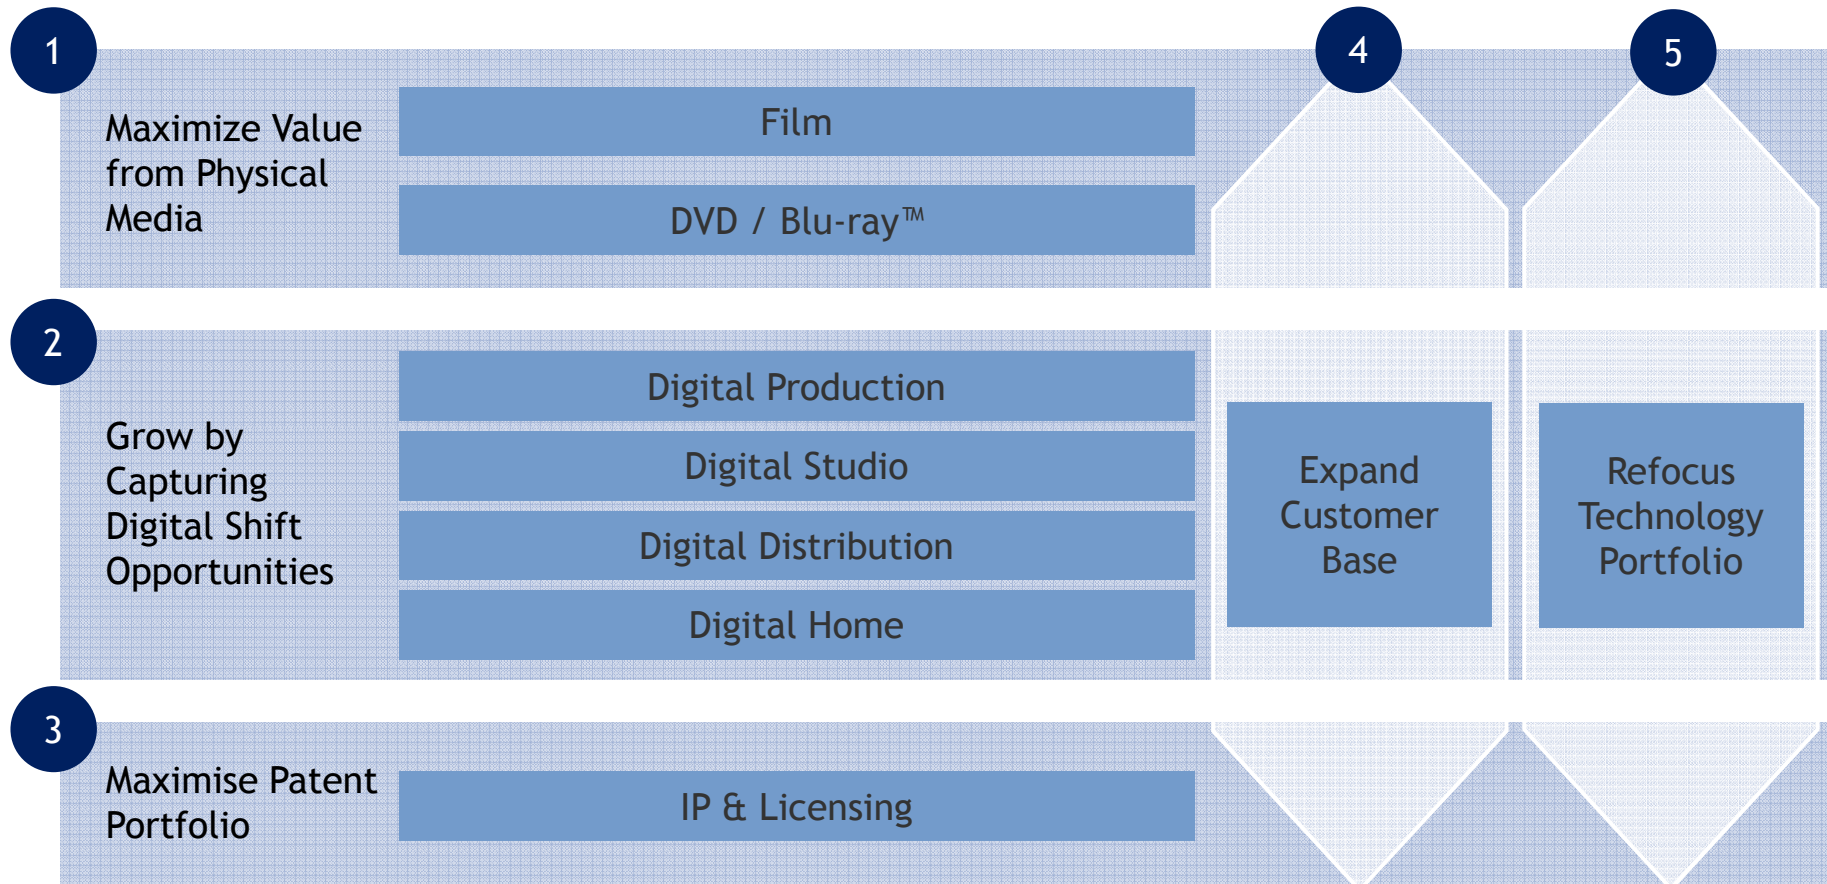 1
4
5
Maximize Value
from Physical
Media
Film
DVD / Blu-ray™
2
Grow by
Capturing
Digital Shift
Opportunities
Digital Production
Digital Studio
Digital Distribution
Digital Home
Expand
Customer
Base
Refocus
Technology
Portfolio
3
Maximise Patent
Portfolio
IP & Licensing